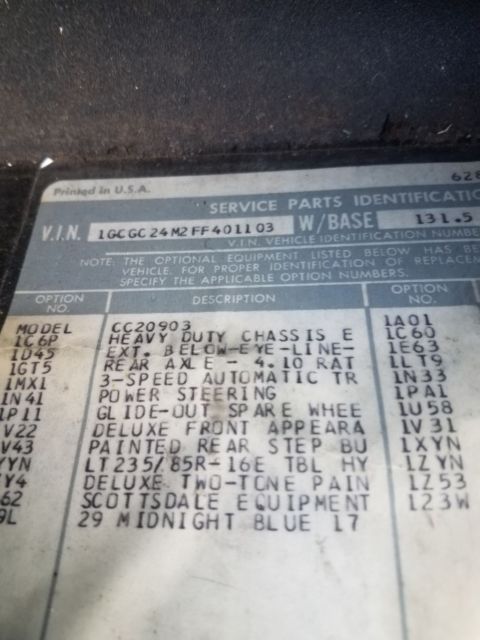 Printed in U.S.A. 628
SERVICE PARTS IDENTIFICATIO
V.I.N. 1GCGC24M2FF401103 W/BASE 131.5
V.I.N. VEHICLE IDENTIFICATION NUMBE
NOTE: THE OPTIONAL EQUIPMENT LISTED BELOW HAS BE
VEHICLE. FOR PROPER IDENTIFICATION OF REPLACEM
SPECIFY THE APPLICABLE OPTION NUMBERS.
OPTION NO. DESCRIPTION OPTION NO.
MODEL CC20903 1A01
1C6P HEAVY DUTY CHASSIS E 1C60
1D45 EXT. BELOW-EYE-LINE- 1E63
1GT5 REAR AXLE -- 4.10 RAT 1LT9
1MX1 3-SPEED AUTOMATIC TR 1N33
1N41 POWER STEERING 1PA1
1P11 GLIDE-OUT SPARE WHEE 1U58
V22 DELUXE FRONT APPEARA 1V31
V43 PAINTED REAR STEP BU 1XYN
YYN LT235/85R-16E TBL HY 1ZYN
Y4 DELUXE TWO-TONE PAIN 1Z53
62 SCOTTSDALE EQUIPMENT 123W
9L 29 MIDNIGHT BLUE 17